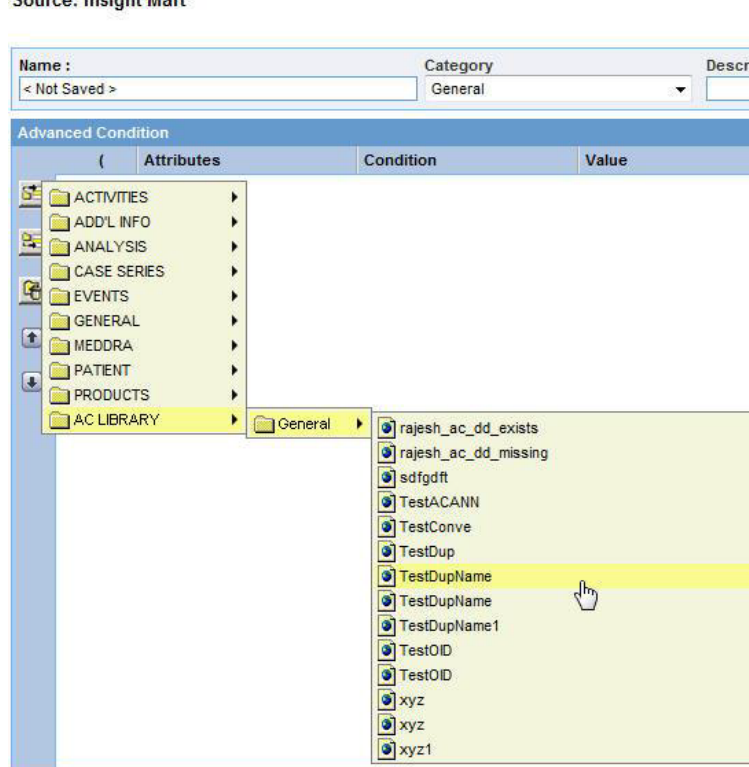 Source: Insight Mart
Name : Category Descr
< Not Saved > General
Advanced Condition
( Attributes Condition Value
ACTIVITIES
ADD'L INFO
ANALYSIS
CASE SERIES
EVENTS
GENERAL
MEDDRA
PATIENT
PRODUCTS
AC LIBRARY General rajesh_ac_dd_exists
rajesh_ac_dd_missing
sdfgdft
TestACANN
TestConve
TestDup
TestDupName
TestDupName
TestDupName1
TestOID
TestOID
xyz
xyz
xyz1